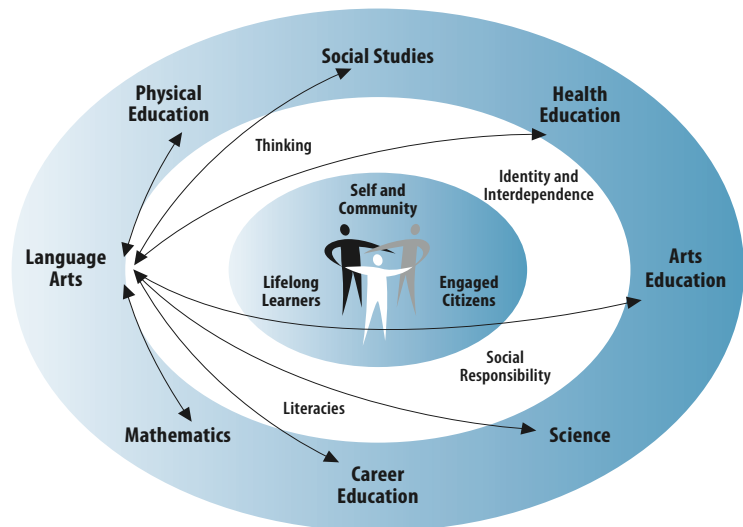 Social Studies
Physical
Education
Health
Education
Thinking
Identity and
Interdependence
Self and
Community
Language
Arts
Lifelong
Learners
Engaged
Citizens
Arts
Education
Social
Responsibility
Literacies
Mathematics
Science
Career
Education